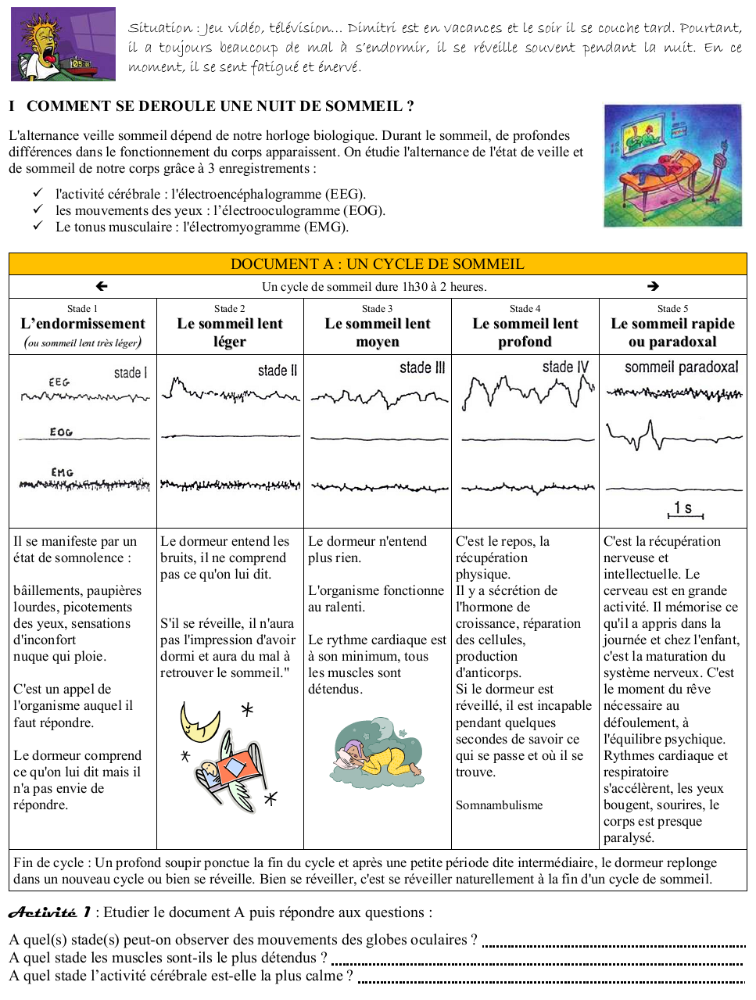 Situation : Jeu vidéo, télévision... Dimitri est en vacances et le soir il se couche tard. Pourtant,
il a toujours beaucoup de mal à s'endormir, il se réveille souvent pendant la nuit. En ce
moment, il se sent fatigué et énervé.
I COMMENT SE DEROULE UNE NUIT DE SOMMEIL ?
L'alternance veille sommeil dépend de notre horloge biologique. Durant le sommeil, de profondes
différences dans le fonctionnement du corps apparaissent. On étudie l'alternance de l'état de veille et
de sommeil de notre corps grâce à 3 enregistrements :
✓ l'activité cérébrale : l'électroencéphalogramme (EEG).
✓ les mouvements des yeux : l'électrooculogramme (EOG).
✓ Le tonus musculaire : l'électromyogramme (EMG).
DOCUMENT A : UN CYCLE DE SOMMEIL
← Un cycle de sommeil dure 1h30 à 2 heures. →
Stade 1
L'endormissement
(ou sommeil lent très léger)
Stade 2
Le sommeil lent
léger
Stade 3
Le sommeil lent
moyen
Stade 4
Le sommeil lent
profond
Stade 5
Le sommeil rapide
ou paradoxal
stade I
EEG
EOG
EMG
stade II
stade III
stade IV
sommeil paradoxal
1 s
Il se manifeste par un
état de somnolence :
bâillements, paupières
lourdes, picotements
des yeux, sensations
d'inconfort
nuque qui ploie.
C'est un appel de
l'organisme auquel il
faut répondre.
Le dormeur comprend
ce qu'on lui dit mais il
n'a pas envie de
répondre.
Le dormeur entend les
bruits, il ne comprend
pas ce qu'on lui dit.
S'il se réveille, il n'aura
pas l'impression d'avoir
dormi et aura du mal à
retrouver le sommeil."
Le dormeur n'entend
plus rien.
L'organisme fonctionne
au ralenti.
Le rythme cardiaque est
à son minimum, tous
les muscles sont
détendus.
C'est le repos, la
récupération
physique.
Il y a sécrétion de
l'hormone de
croissance, réparation
des cellules,
production
d'anticorps.
Si le dormeur est
réveillé, il est incapable
pendant quelques
secondes de savoir ce
qui se passe et où il se
trouve.
Somnambulisme
C'est la récupération
nerveuse et
intellectuelle. Le
cerveau est en grande
activité. Il mémorise ce
qu'il a appris dans la
journée et chez l'enfant,
c'est la maturation du
système nerveux. C'est
le moment du rêve
nécessaire au
défoulement, à
l'équilibre psychique.
Rythmes cardiaque et
respiratoire
s'accélèrent, les yeux
bougent, sourires, le
corps est presque
paralysé.
Fin de cycle : Un profond soupir ponctue la fin du cycle et après une petite période dite intermédiaire, le dormeur replonge
dans un nouveau cycle ou bien se réveille. Bien se réveiller, c'est se réveiller naturellement à la fin d'un cycle de sommeil.
Activité 1 : Etudier le document A puis répondre aux questions :
A quel(s) stade(s) peut-on observer des mouvements des globes oculaires ?
A quel stade les muscles sont-ils le plus détendus ?
A quel stade l'activité cérébrale est-elle la plus calme ?